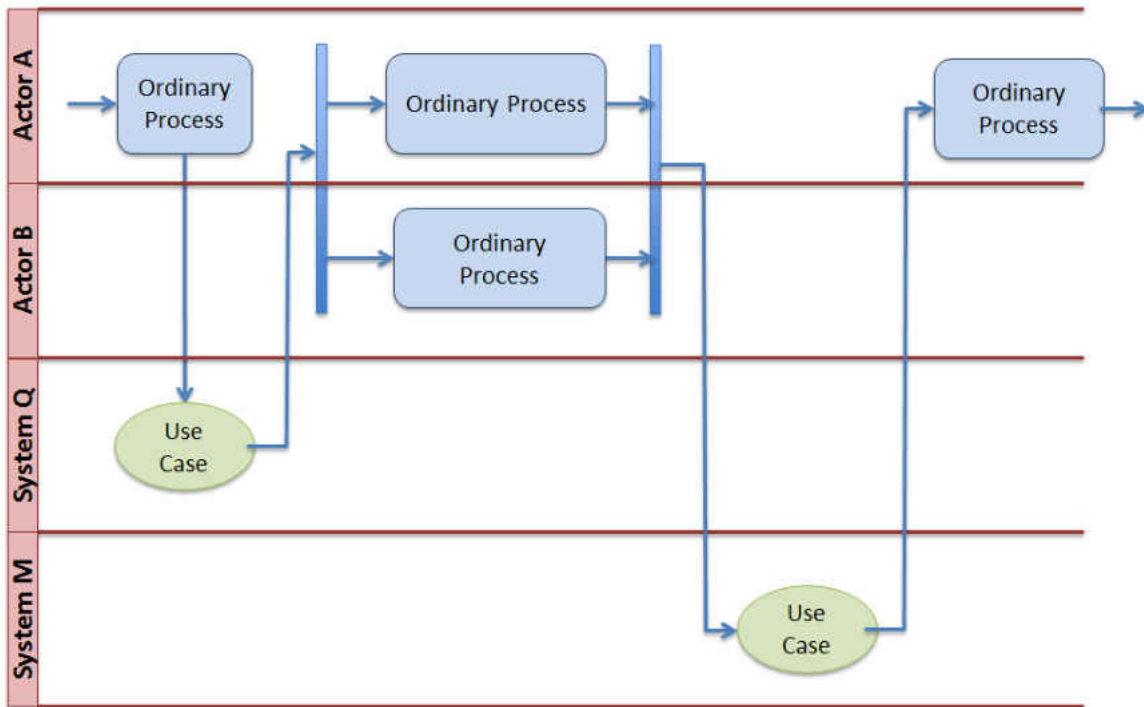 Actor A
Ordinary
Process
Ordinary Process
Ordinary
Process
Actor B
Ordinary
Process
System Q
Use
Case
System M
Use
Case